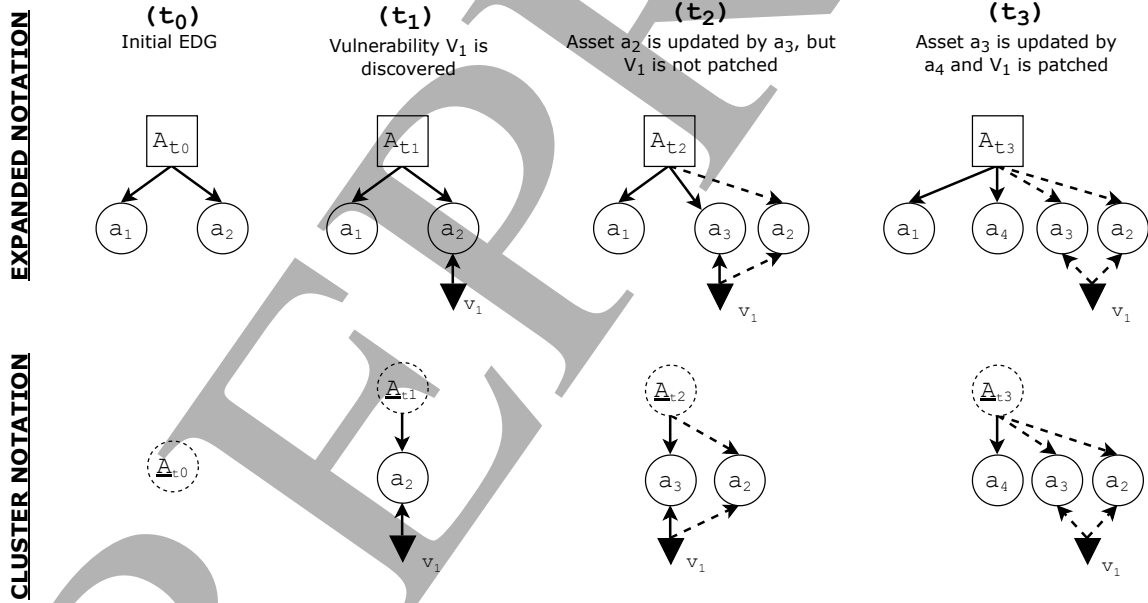 (t0)
Initial EDG
(t1)
Vulnerability V1 is
discovered
(t2)
Asset a2 is updated by a3, but
V1 is not patched
(t3)
Asset a3 is updated by
a4 and V1 is patched
EXPANDED NOTATION
At0
a1
a2
At1
a1
a2
v1
At2
a1
a3
a2
v1
At3
a1
a4
a3
a2
v1
CLUSTER NOTATION
At0
At1
a2
v1
At2
a3
a2
v1
At3
a4
a3
a2
v1